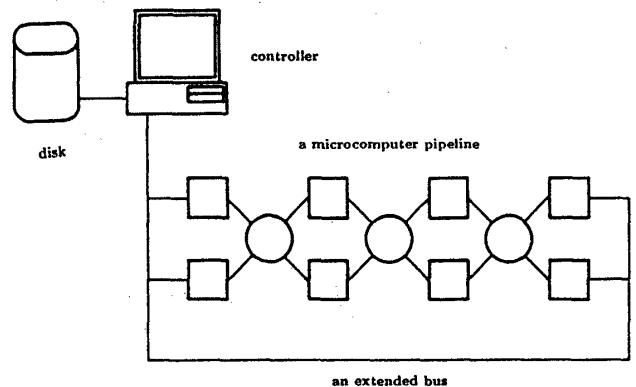 controller
disk
a microcomputer pipeline
an extended bus